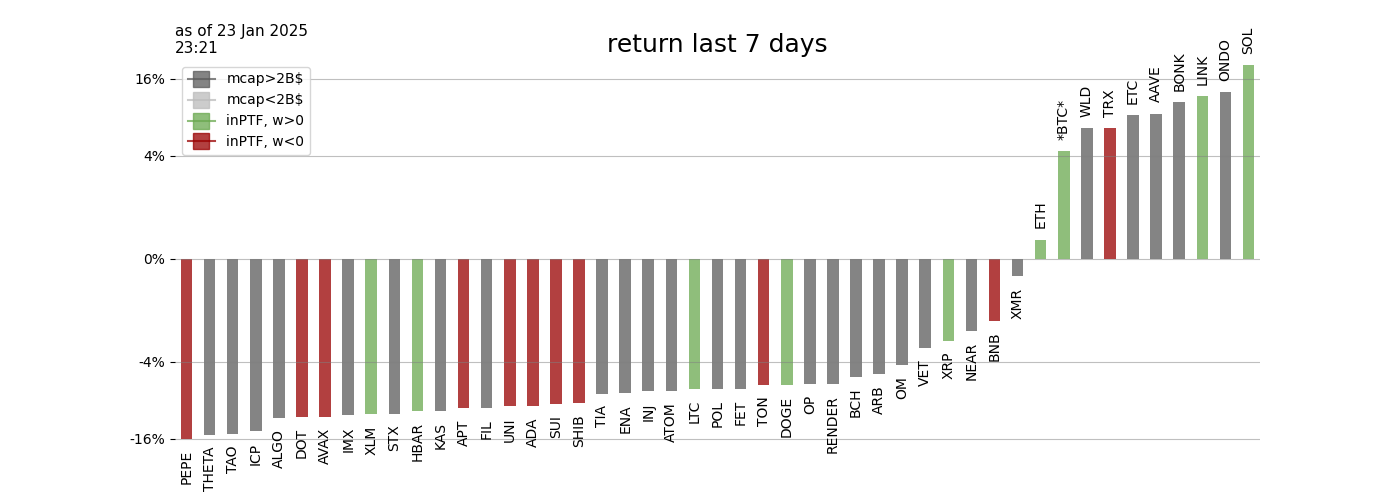 as of 23 Jan 2025
23:21
return last 7 days
mcap>2B$
mcap<2B$
inPTF, w>0
inPTF, w<0
16%
4%
0%
-4%
-16%
PEPE
THETA
TAO
ICP
ALGO
DOT
AVAX
IMX
XLM
STX
HBAR
KAS
APT
FIL
UNI
ADA
SUI
SHIB
TIA
ENA
INJ
ATOM
LTC
POL
FET
TON
DOGE
OP
RENDER
BCH
ARB
OM
VET
XRP
NEAR
BNB
XMR
ETH
*BTC*
WLD
TRX
ETC
AAVE
BONK
LINK
ONDO
SOL